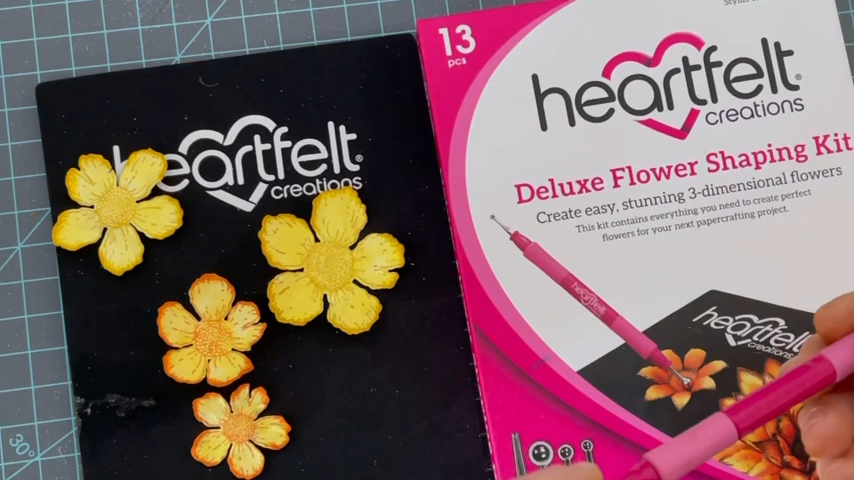 heartfelt®
creations
13
pcs
heartfelt®
creations
Deluxe Flower Shaping Kit
Create easy, stunning 3-dimensional flowers
This kit contains everything you need to create perfect
flowers for your next papercrafting project.
heartfelt
heartfelt
creations
30°